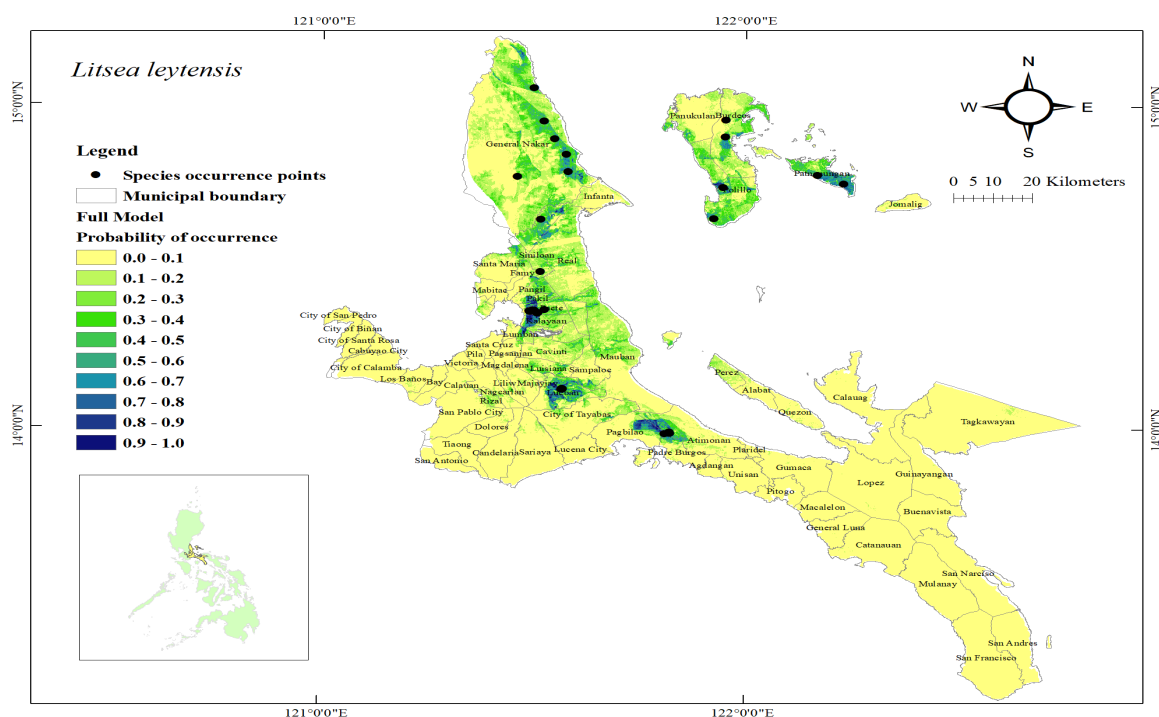 121°0'0"E
122°0'0"E
Litsea leytensis
N
W
E
S
15°0'0"N
15°0'0"N
0 5 10 20 Kilometers
Legend
Species occurrence points
Municipal boundary
Full Model
Probability of occurrence
0.0 - 0.1
0.1 - 0.2
0.2 - 0.3
0.3 - 0.4
0.4 - 0.5
0.5 - 0.6
0.6 - 0.7
0.7 - 0.8
0.8 - 0.9
0.9 - 1.0
General Nakar
Infanta
Panukulan
Burdeos
Polillo
Jomalig
Smiloan
Real
Santa Maria
Famy
Mabitac
Pangil
Pakil
Lumban
City of San Pedro
City of Biñan
City of Santa Rosa
Cabuyao City
City of Calamba
Los Baños
Bay
Santa Cruz
Pila
Pagsanjan
Cavinti
Victoria
Magdalena
Luisiana
Sampaloc
Mauban
Calauan
Liliw
Majayjay
Nagcarlan
Rizal
San Pablo City
City of Tayabas
Dolores
Tiaong
Candelaria
Sariaya
Lucena City
San Antonio
Pagbilao
Padre Burgos
Atimonan
Agdangan
Plaridel
Unisan
Gumaca
Pitogo
Perez
Alabat
Quezon
Calauag
Tagkawayan
Guinayangan
Lopez
Macalelon
Buenavista
General Luna
Catanauan
San Narciso
Mulanay
San Andres
San Francisco
14°0'0"N
14°0'0"N
121°0'0"E
122°0'0"E